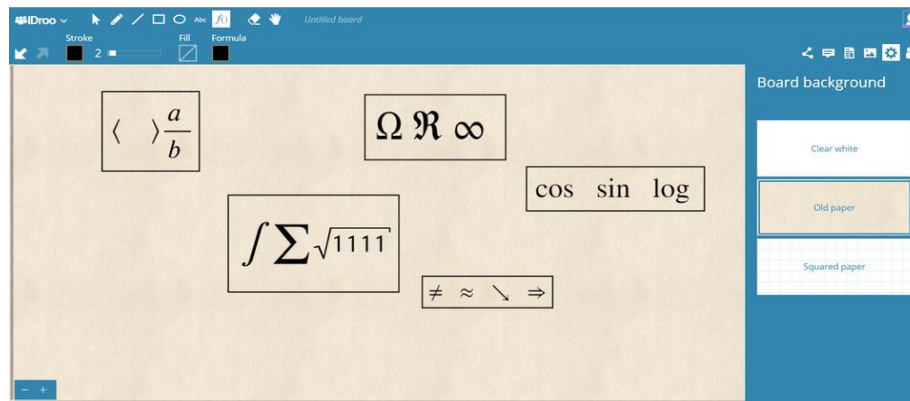 IDroo
Abc f() Untitled board
Stroke Fill Formula
2
Board background
⟨ ⟩ a/b
Ω ℜ ∞
Clear white
cos sin log
Old paper
∫ ∑ √1111
Squared paper
≠ ≈ ↘ ⇒
− +